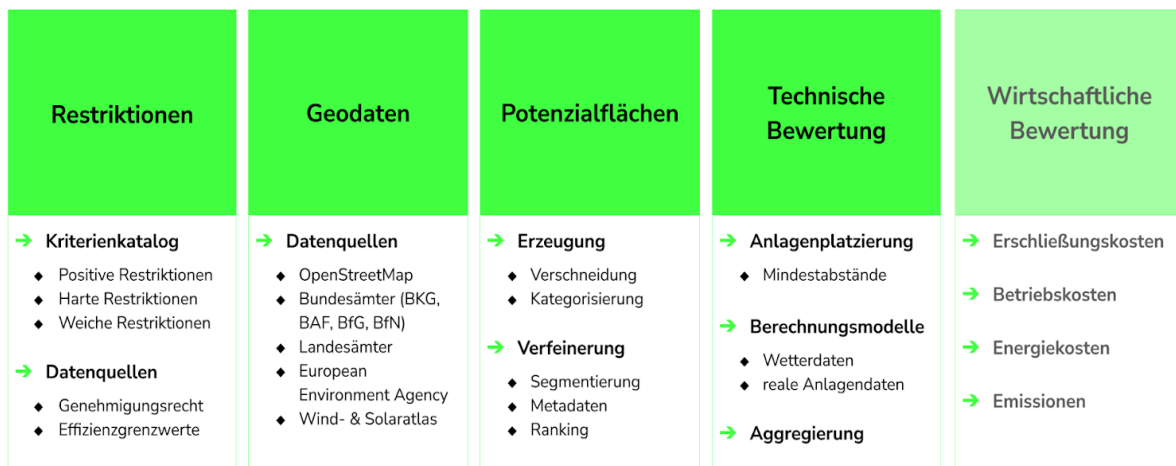 Restriktionen
Geodaten
Potenzialflächen
Technische
Bewertung
Wirtschaftliche
Bewertung
→ Kriterienkatalog
◆ Positive Restriktionen
◆ Harte Restriktionen
◆ Weiche Restriktionen
→ Datenquellen
◆ Genehmigungsrecht
◆ Effizienzgrenzwerte
→ Datenquellen
◆ OpenStreetMap
◆ Bundesämter (BKG,
BAF, BfG, BfN)
◆ Landesämter
◆ European
Environment Agency
◆ Wind- & Solaratlas
→ Erzeugung
◆ Verschneidung
◆ Kategorisierung
→ Verfeinerung
◆ Segmentierung
◆ Metadaten
◆ Ranking
→ Anlagenplatzierung
◆ Mindestabstände
→ Berechnungsmodelle
◆ Wetterdaten
◆ reale Anlagendaten
→ Aggregierung
→ Erschließungskosten
→ Betriebskosten
→ Energiekosten
→ Emissionen